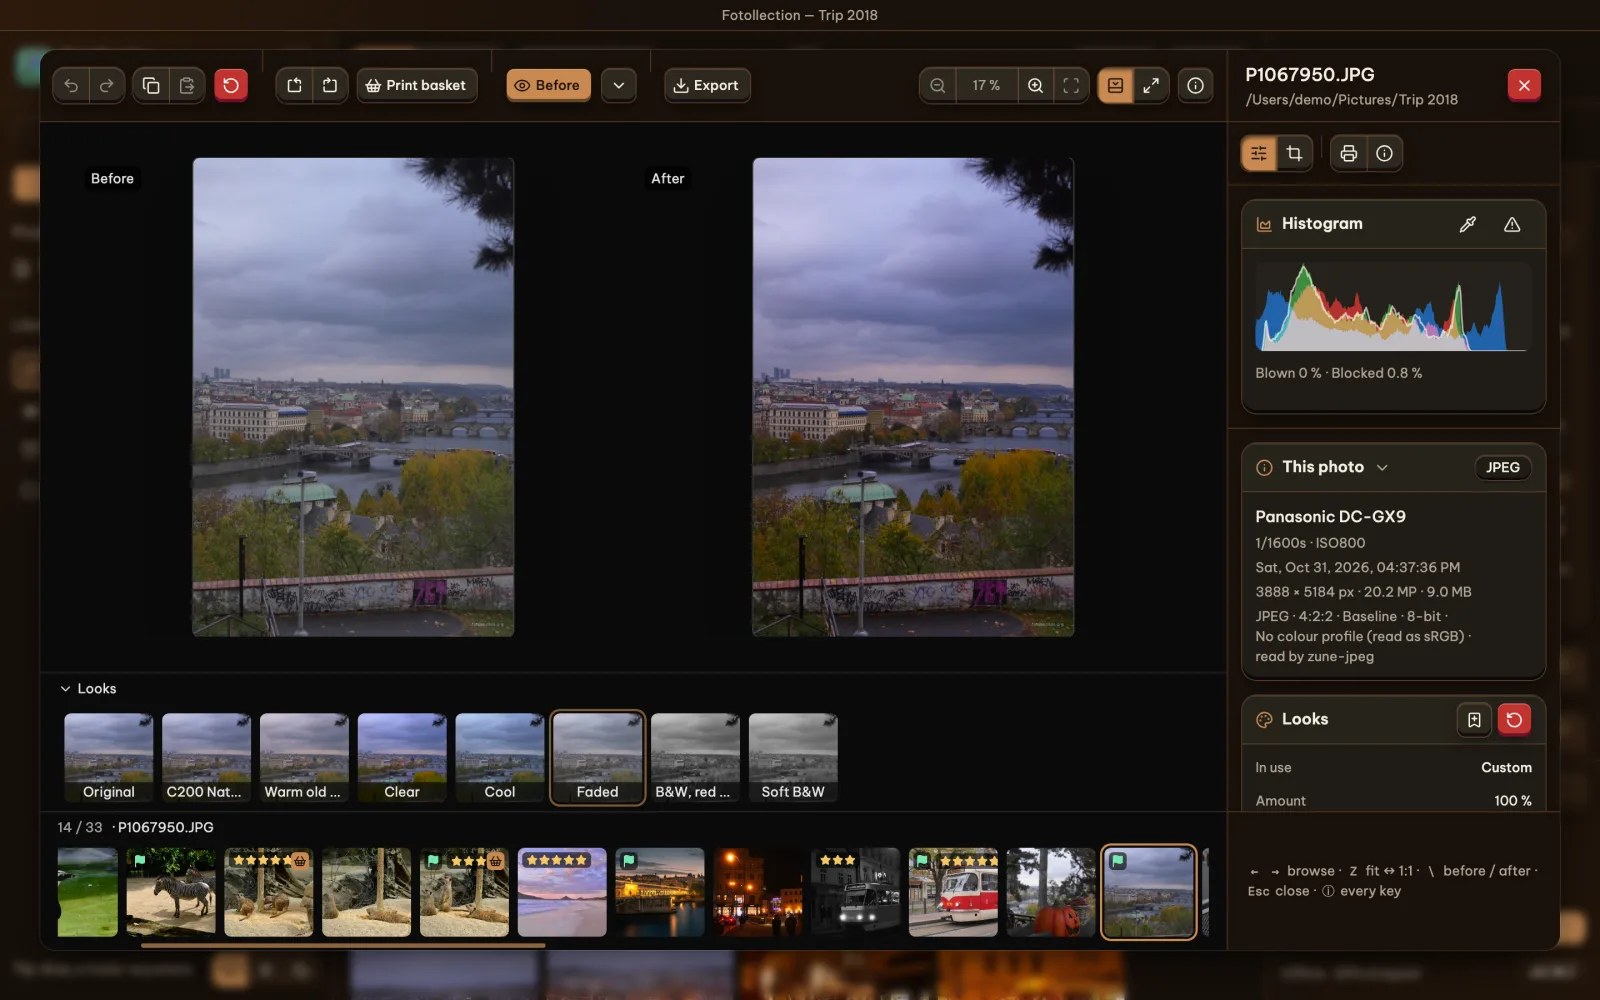 Fotollection — Trip 2018
Print basket
Before
Export
17 %
P1067950.JPG
/Users/demo/Pictures/Trip 2018
Before
After
Histogram
Blown 0 % · Blocked 0.8 %
This photo
JPEG
Panasonic DC-GX9
1/1600s · ISO800
Sat, Oct 31, 2026, 04:37:36 PM
3888 × 5184 px · 20.2 MP · 9.0 MB
JPEG · 4:2:2 · Baseline · 8-bit ·
No colour profile (read as sRGB) ·
read by zune-jpeg
Looks
Original
C200 Nat...
Warm old ...
Clear
Cool
Faded
B&W, red ...
Soft B&W
Looks
In use Custom
Amount 100 %
14 / 33 · P1067950.JPG
← → browse · Z fit ↔ 1:1 · \ before / after ·
Esc close · ⓘ every key